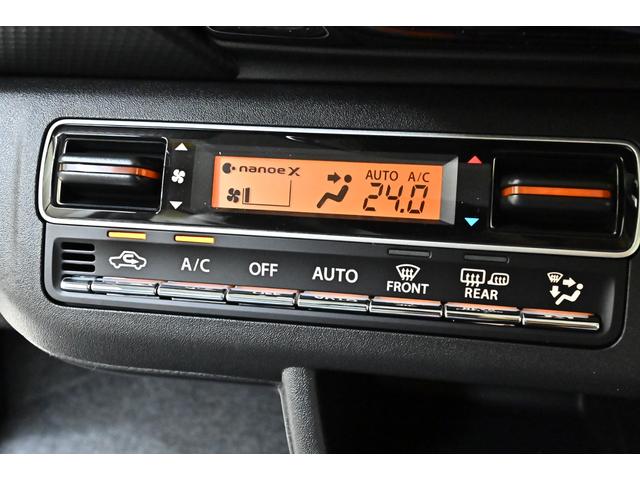 nanoe X
AUTO A/C
24.0
A/C OFF AUTO FRONT REAR